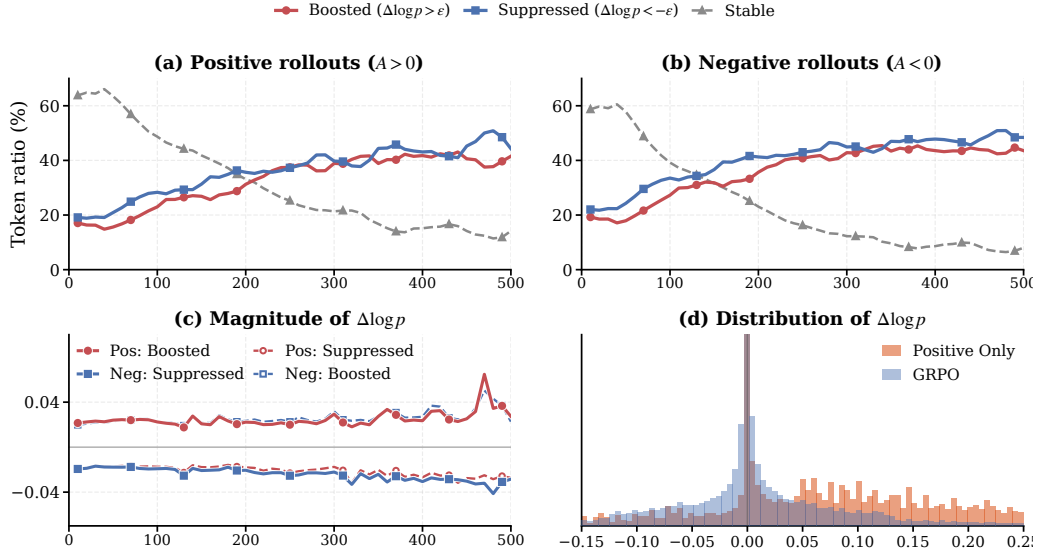 Boosted (Δlog p > ε) Suppressed (Δlog p < −ε) Stable
(a) Positive rollouts (A > 0)
Token ratio (%)
60
40
20
0
0 100 200 300 400 500
(b) Negative rollouts (A < 0)
60
40
20
0
0 100 200 300 400 500
(c) Magnitude of Δlog p
Pos: Boosted Pos: Suppressed
Neg: Suppressed Neg: Boosted
0.04
−0.04
0 100 200 300 400 500
(d) Distribution of Δlog p
Positive Only
GRPO
−0.15 −0.10 −0.05 0.00 0.05 0.10 0.15 0.20 0.25